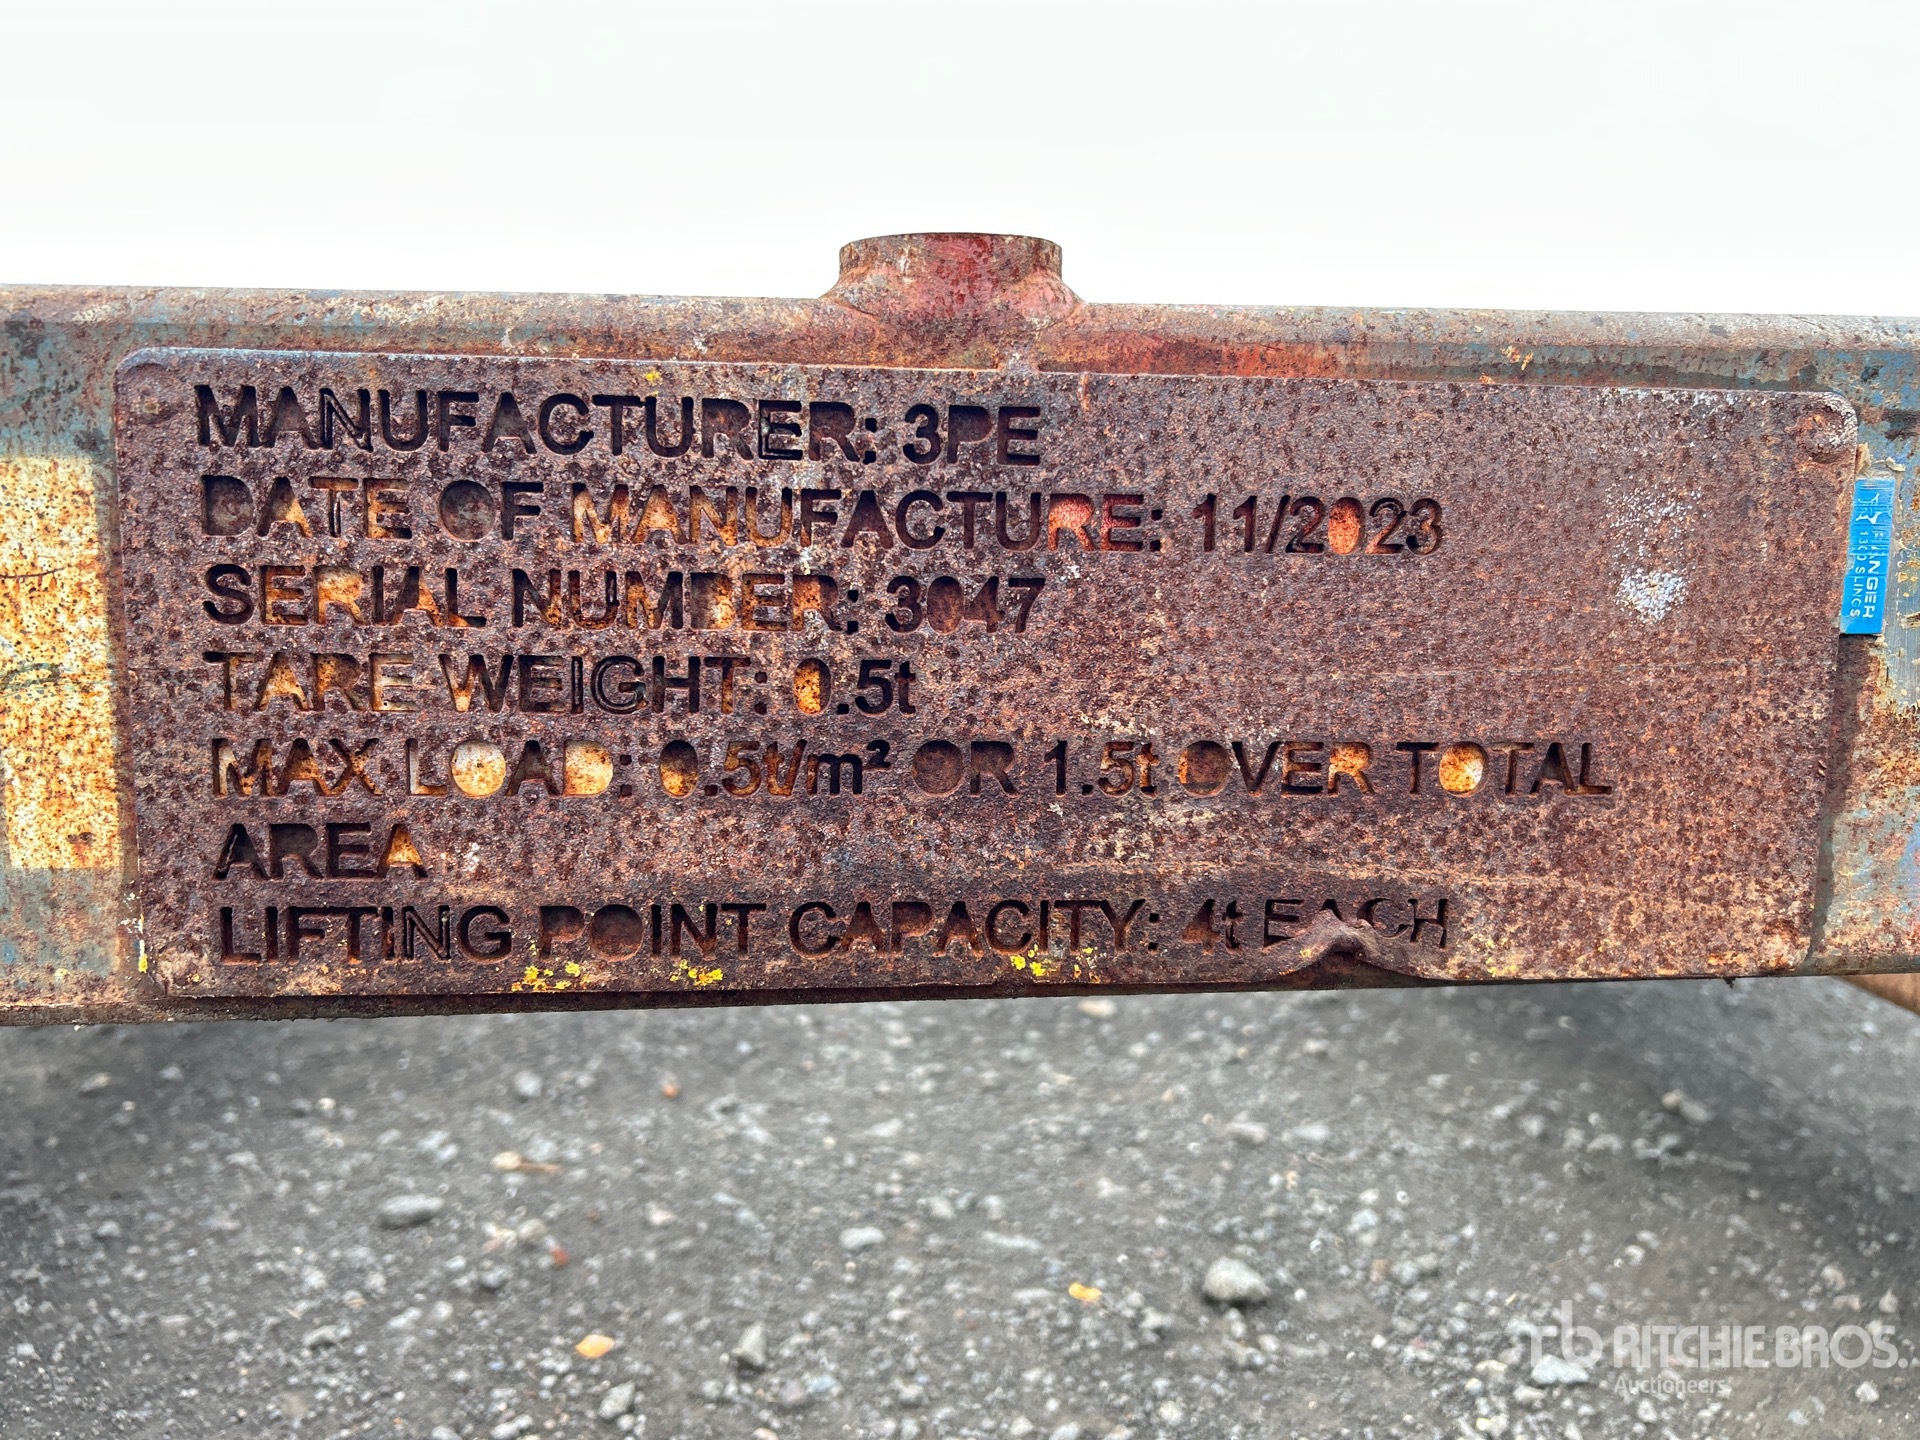 MANUFACTURER: 3PE
DATE OF MANUFACTURE: 11/2023
SERIAL NUMBER: 3047
TARE WEIGHT: 0.5t
MAX LOAD: 0.5t/m² OR 1.5t OVER TOTAL
AREA
LIFTING POINT CAPACITY: 4t EACH
RITCHIE BROS.
Auctioneers